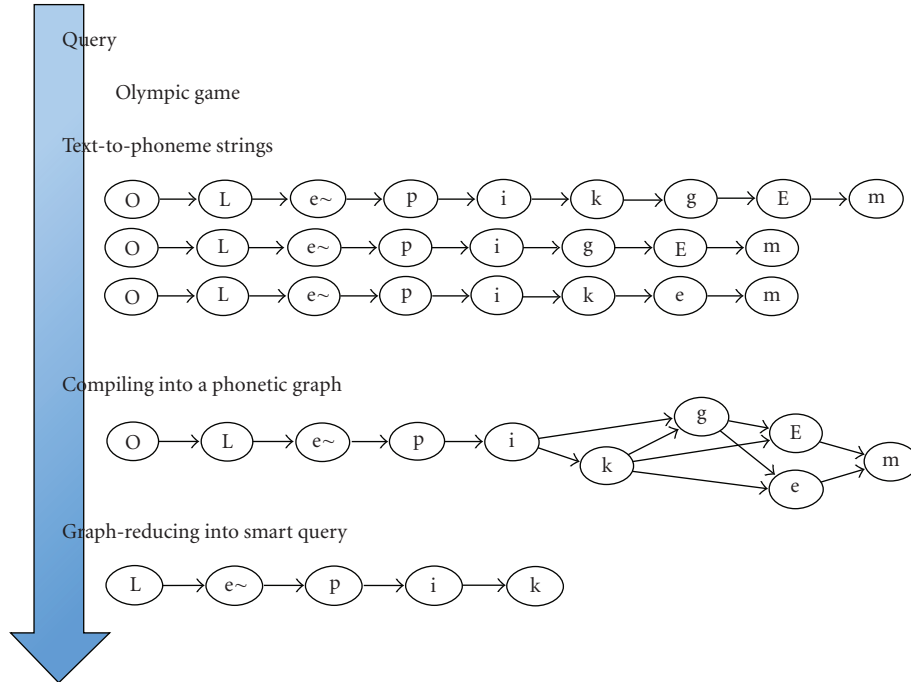 Query
Olympic game
Text-to-phoneme strings
O L e~ p i k g E m
O L e~ p i g E m
O L e~ p i k e m
Compiling into a phonetic graph
O L e~ p i k g E e m
Graph-reducing into smart query
L e~ p i k